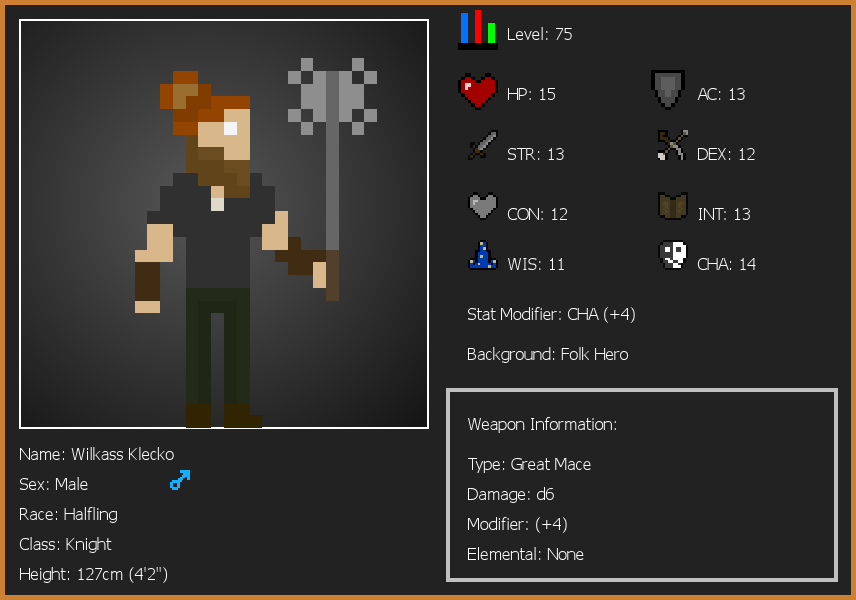 Level: 75
HP: 15
AC: 13
STR: 13
DEX: 12
CON: 12
INT: 13
WIS: 11
CHA: 14
Stat Modifier: CHA (+4)
Background: Folk Hero
Weapon Information:
Type: Great Mace
Damage: d6
Modifier: (+4)
Elemental: None
Name: Wilkass Klecko
Sex: Male
Race: Halfling
Class: Knight
Height: 127cm (4'2")